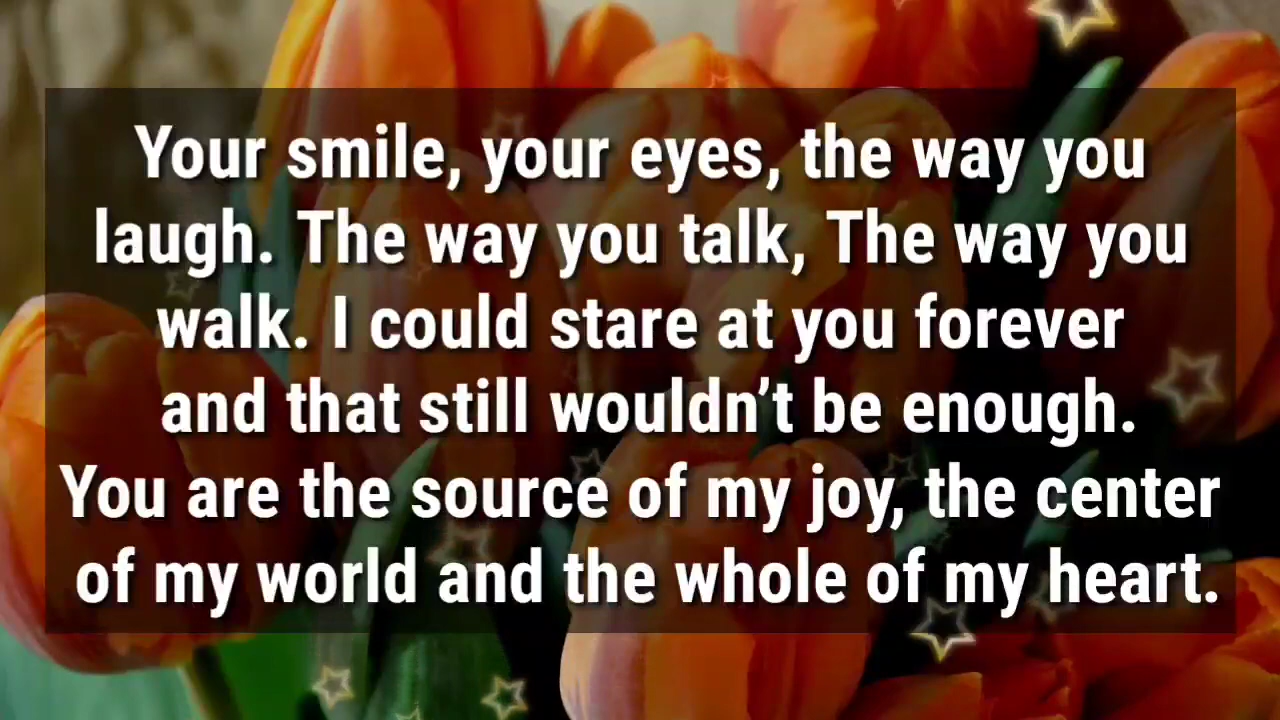 Your smile, your eyes, the way you
laugh. The way you talk, The way you
walk. I could stare at you forever
and that still wouldn’t be enough.
You are the source of my joy, the center
of my world and the whole of my heart.